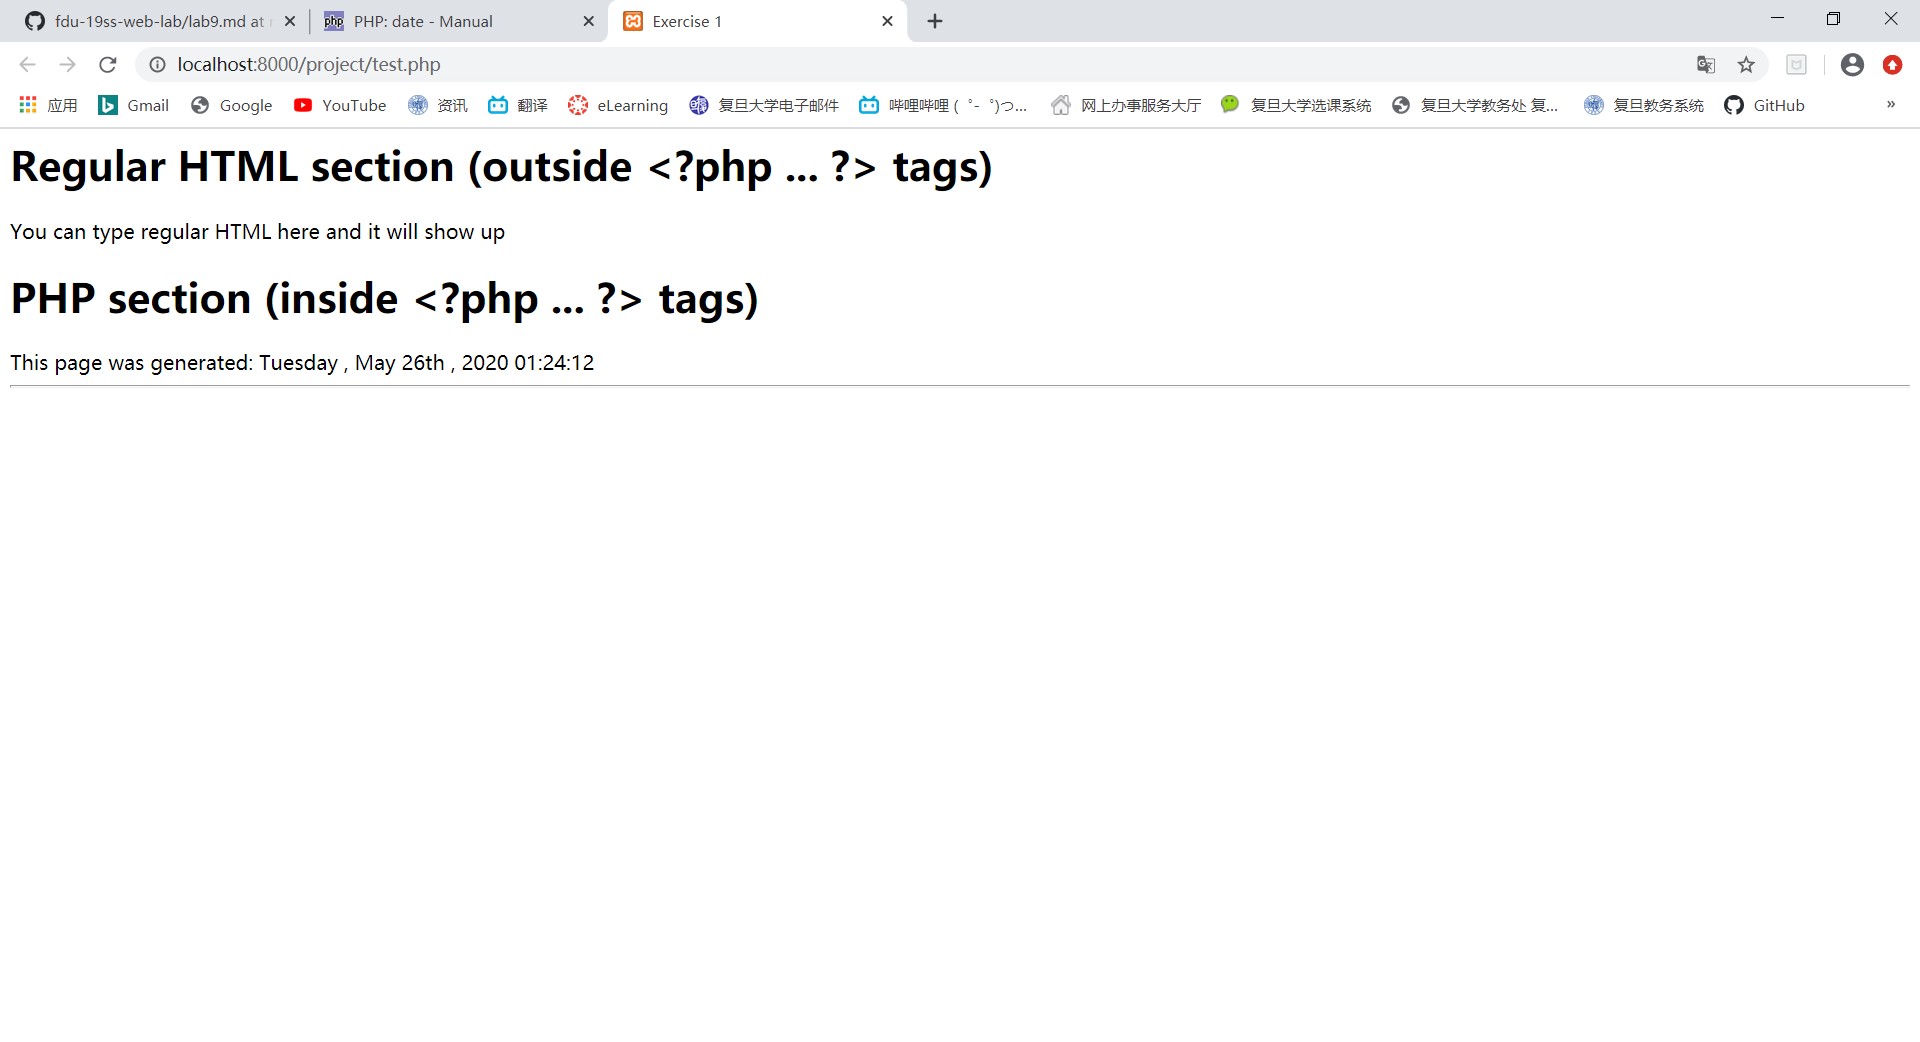 fdu-19ss-web-lab/lab9.md at
PHP: date - Manual
Exercise 1
localhost:8000/project/test.php
应用 Gmail Google YouTube 资讯 翻译 eLearning 复旦大学电子邮件 哔哩哔哩 ( ゜- ゜)つ... 网上办事服务大厅 复旦大学选课系统 复旦大学教务处 复... 复旦教务系统 GitHub »
Regular HTML section (outside <?php ... ?> tags)
You can type regular HTML here and it will show up
PHP section (inside <?php ... ?> tags)
This page was generated: Tuesday , May 26th , 2020 01:24:12